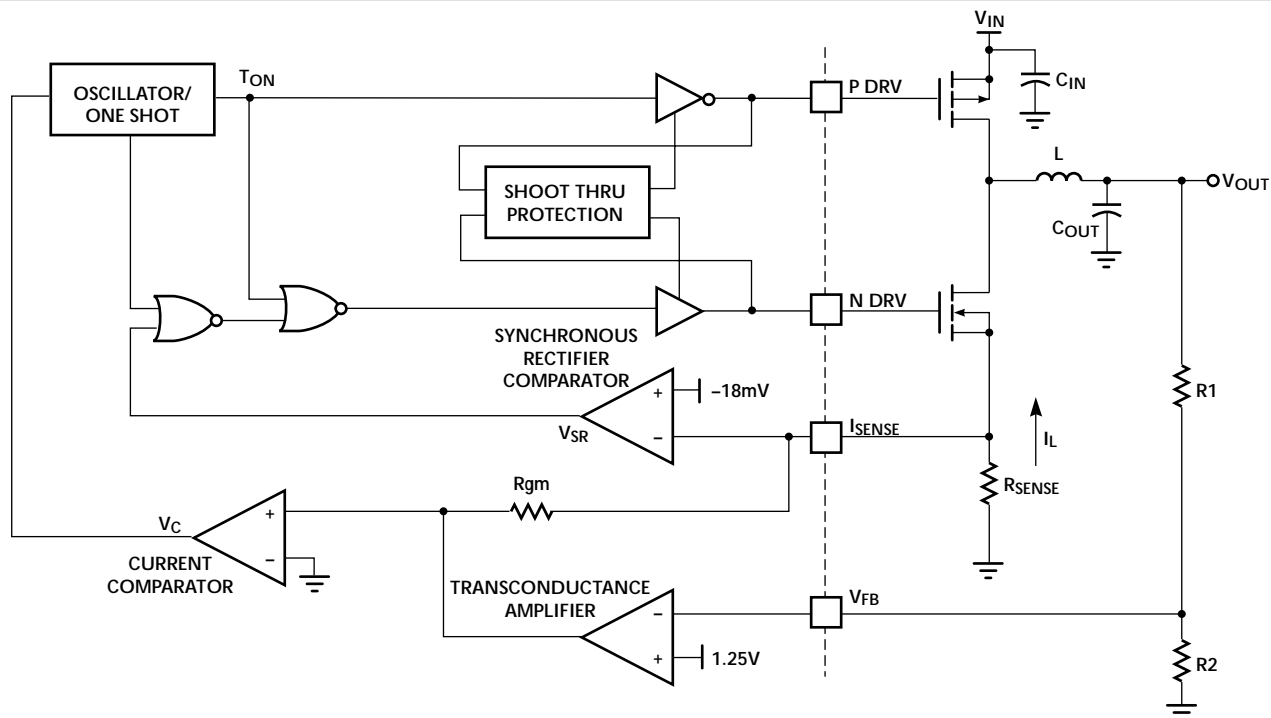 VIN
OSCILLATOR/
ONE SHOT
TON
P DRV
CIN
SHOOT THRU
PROTECTION
L
VOUT
COUT
N DRV
SYNCHRONOUS
RECTIFIER
COMPARATOR
+
–18mV
–
VSR
ISENSE
IL
R1
RSENSE
Rgm
VC
+
–
CURRENT
COMPARATOR
TRANSCONDUCTANCE
AMPLIFIER
VFB
–
+
1.25V
R2